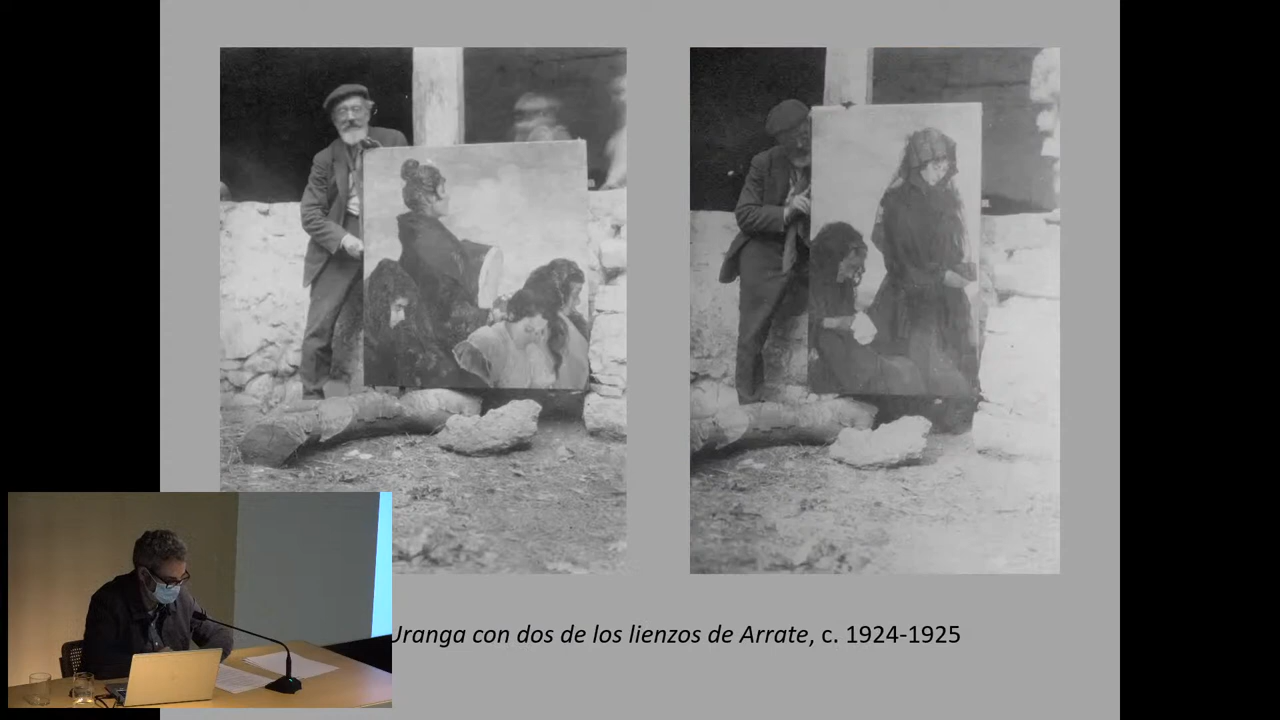 Uranga con dos de los lienzos de Arrate, c. 1924-1925